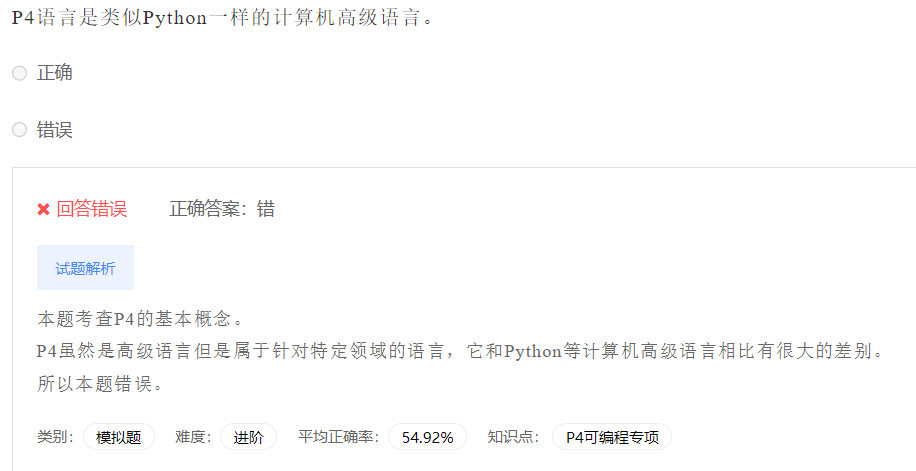 P4语言是类似Python一样的计算机高级语言。
正确
错误
回答错误 正确答案：错
试题解析
本题考查P4的基本概念。
P4虽然是高级语言但是属于针对特定领域的语言，它和Python等计算机高级语言相比有很大的差别。
所以本题错误。
类别： 模拟题 难度： 进阶 平均正确率： 54.92% 知识点： P4可编程专项